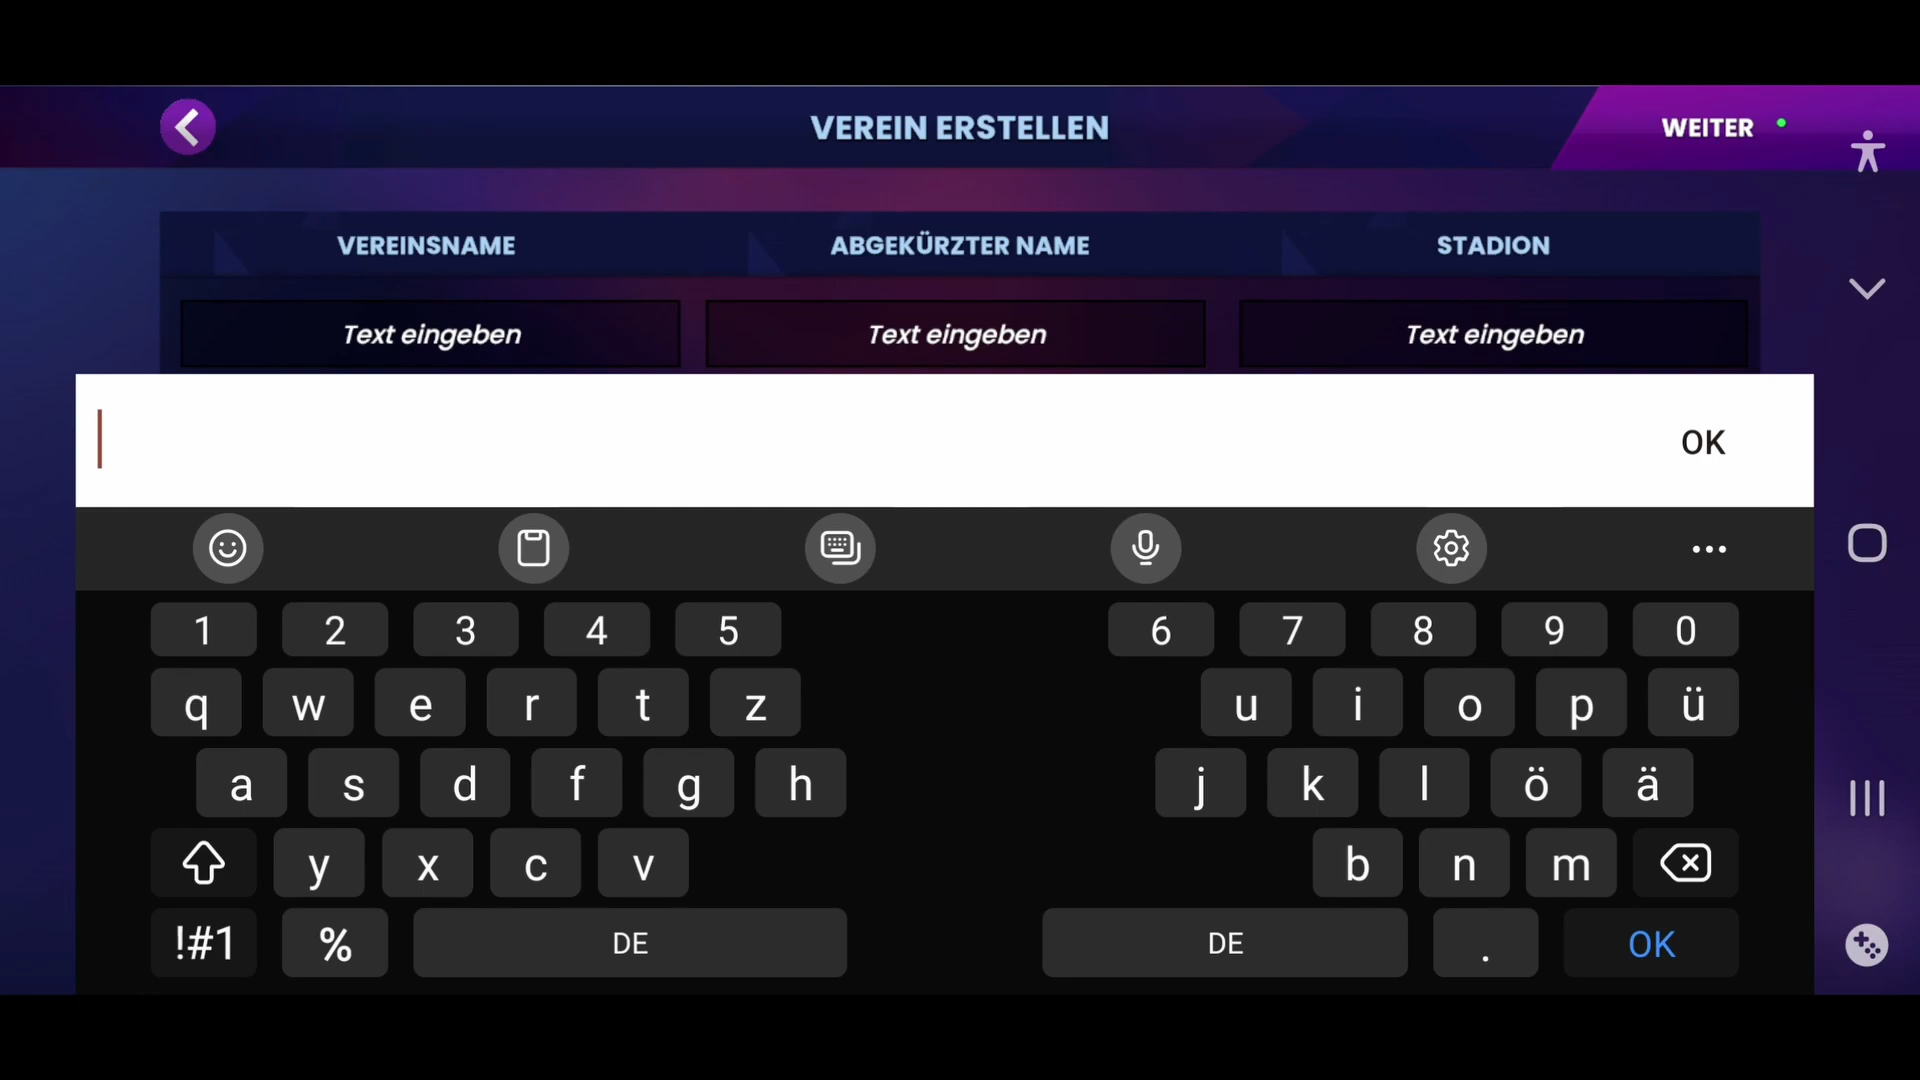 VEREIN ERSTELLEN
WEITER
VEREINSNAME
ABGEKÜRZTER NAME
STADION
Text eingeben
Text eingeben
Text eingeben
OK
1 2 3 4 5 6 7 8 9 0
q w e r t z u i o p ü
a s d f g h j k l ö ä
y x c v b n m
!#1 % DE DE . OK